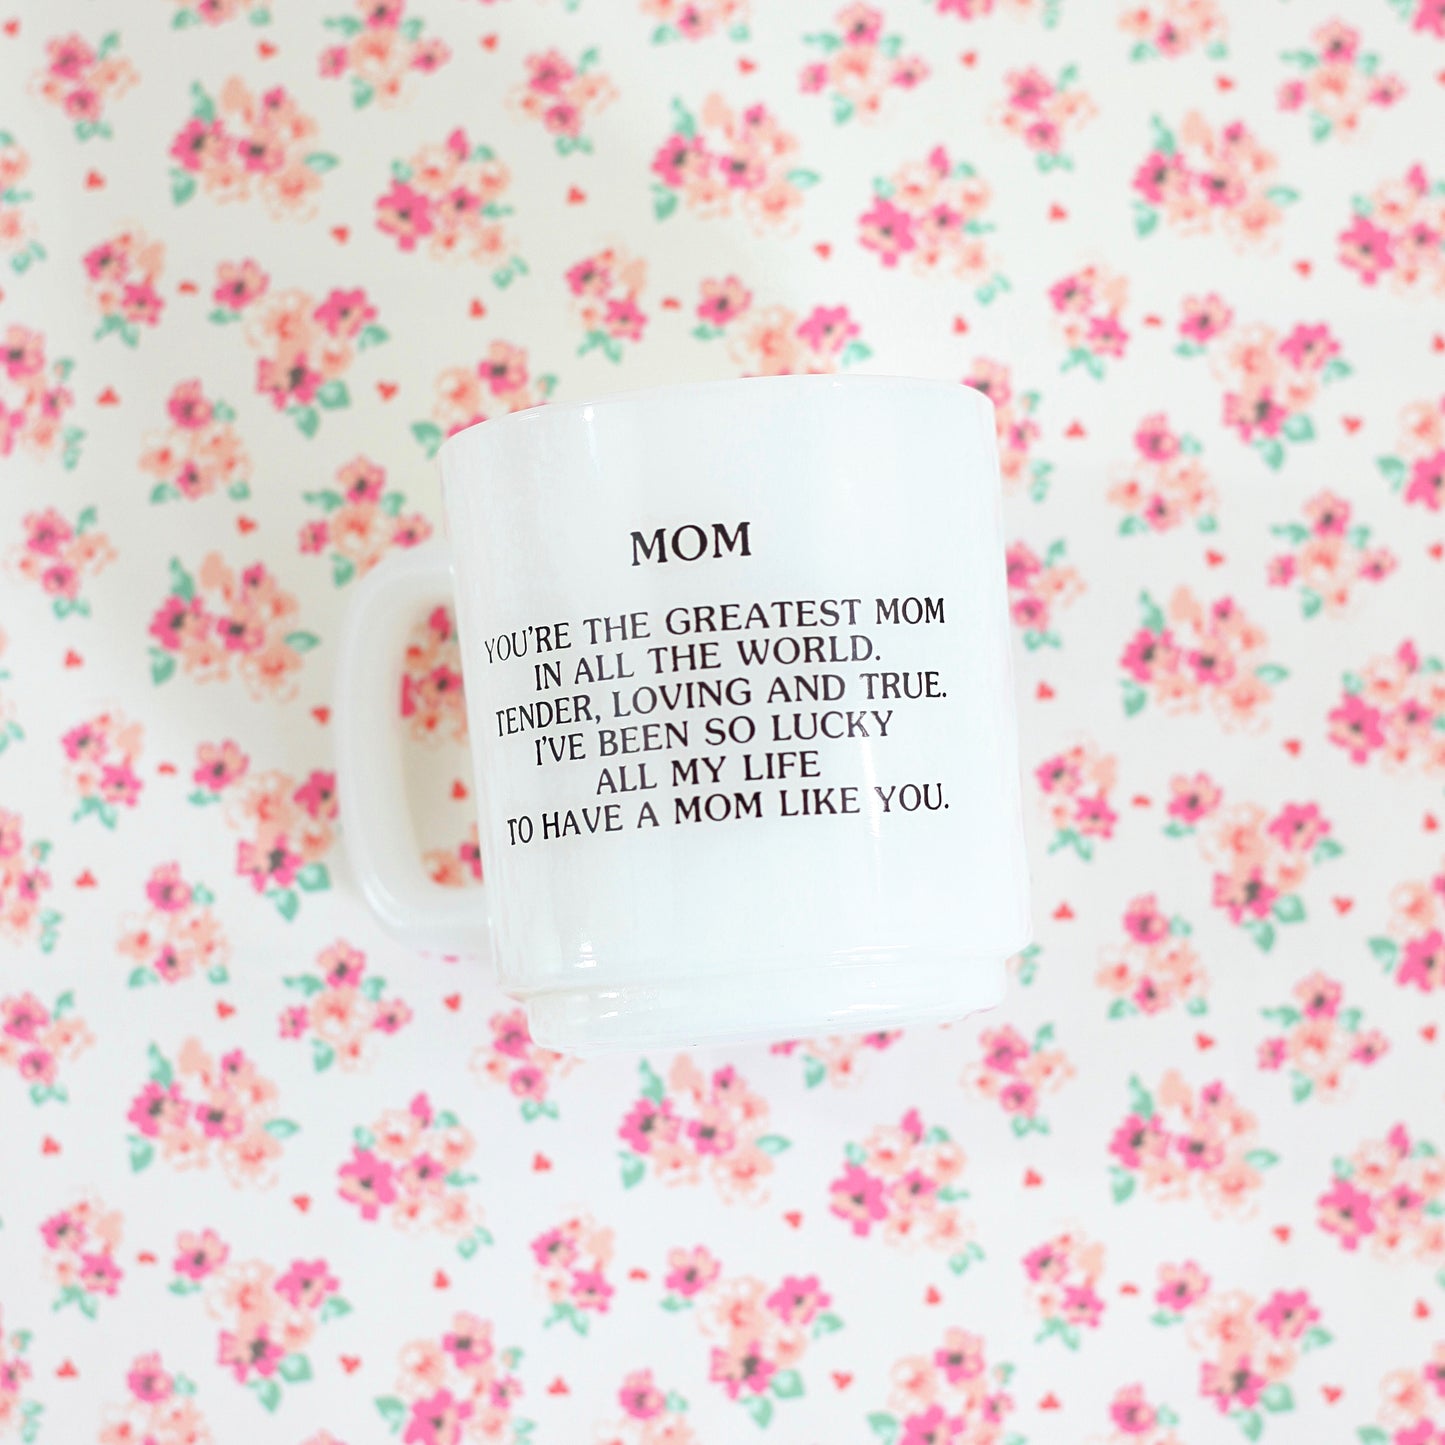 MOM
YOU'RE THE GREATEST MOM
IN ALL THE WORLD.
TENDER, LOVING AND TRUE.
I'VE BEEN SO LUCKY
ALL MY LIFE
TO HAVE A MOM LIKE YOU.